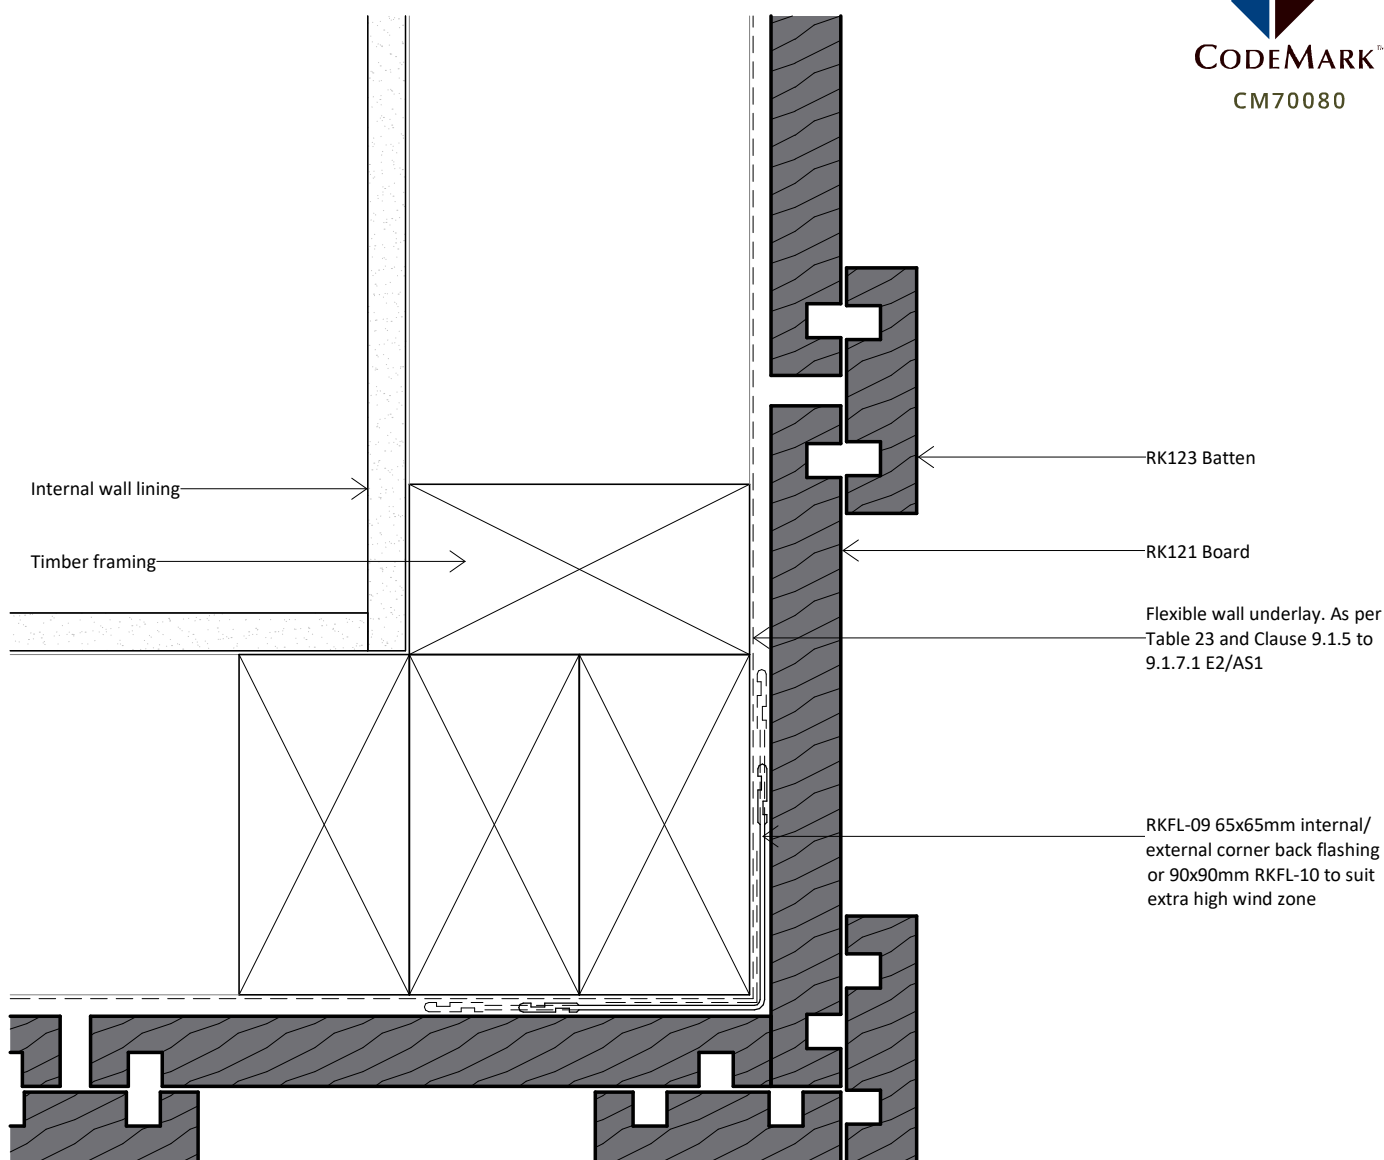 CODEMARK™
CM70080
RK123 Batten
Internal wall lining
RK121 Board
Timber framing
Flexible wall underlay. As per
Table 23 and Clause 9.1.5 to
9.1.7.1 E2/AS1
RKFL-09 65x65mm internal/
external corner back flashing
or 90x90mm RKFL-10 to suit
extra high wind zone